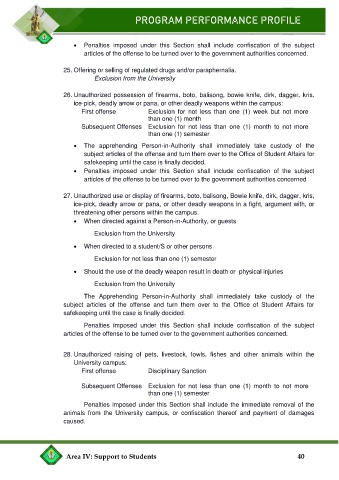 PROGRAM PERFORMANCE PROFILE
• Penalties imposed under this Section shall include confiscation of the subject
articles of the offense to be turned over to the government authorities concerned.
25. Offering or selling of regulated drugs and/or paraphernalia.
Exclusion from the University
26. Unauthorized possession of firearms, boto, balisong, bowie knife, dirk, dagger, kris,
ice-pick, deadly arrow or pana, or other deadly weapons within the campus:
First offense Exclusion for not less than one (1) week but not more
than one (1) month
Subsequent Offenses Exclusion for not less than one (1) month to not more
than one (1) semester
• The apprehending Person-in-Authority shall immediately take custody of the
subject articles of the offense and turn them over to the Office of Student Affairs for
safekeeping until the case is finally decided.
• Penalties imposed under this Section shall include confiscation of the subject
articles of the offense to be turned over to the government authorities concerned
27. Unauthorized use or display of firearms, boto, balisong, Bowie knife, dirk, dagger, kris,
ice-pick, deadly arrow or pana, or other deadly weapons in a fight, argument with, or
threatening other persons within the campus:
• When directed against a Person-in-Authority, or guests
Exclusion from the University
• When directed to a student/S or other persons
Exclusion for not less than one (1) semester
• Should the use of the deadly weapon result in death or physical injuries
Exclusion from the University
The Apprehending Person-in-Authority shall immediately take custody of the
subject articles of the offense and turn them over to the Office of Student Affairs for
safekeeping until the case is finally decided.
Penalties imposed under this Section shall include confiscation of the subject
articles of the offense to be turned over to the government authorities concerned.
28. Unauthorized raising of pets, livestock, fowls, fishes and other animals within the
University campus;
First offense Disciplinary Sanction
Subsequent Offenses Exclusion for not less than one (1) month to not more
than one (1) semester
Penalties imposed under this Section shall include the immediate removal of the
animals from the University campus, or confiscation thereof and payment of damages
caused.
Area IV: Support to Students 40